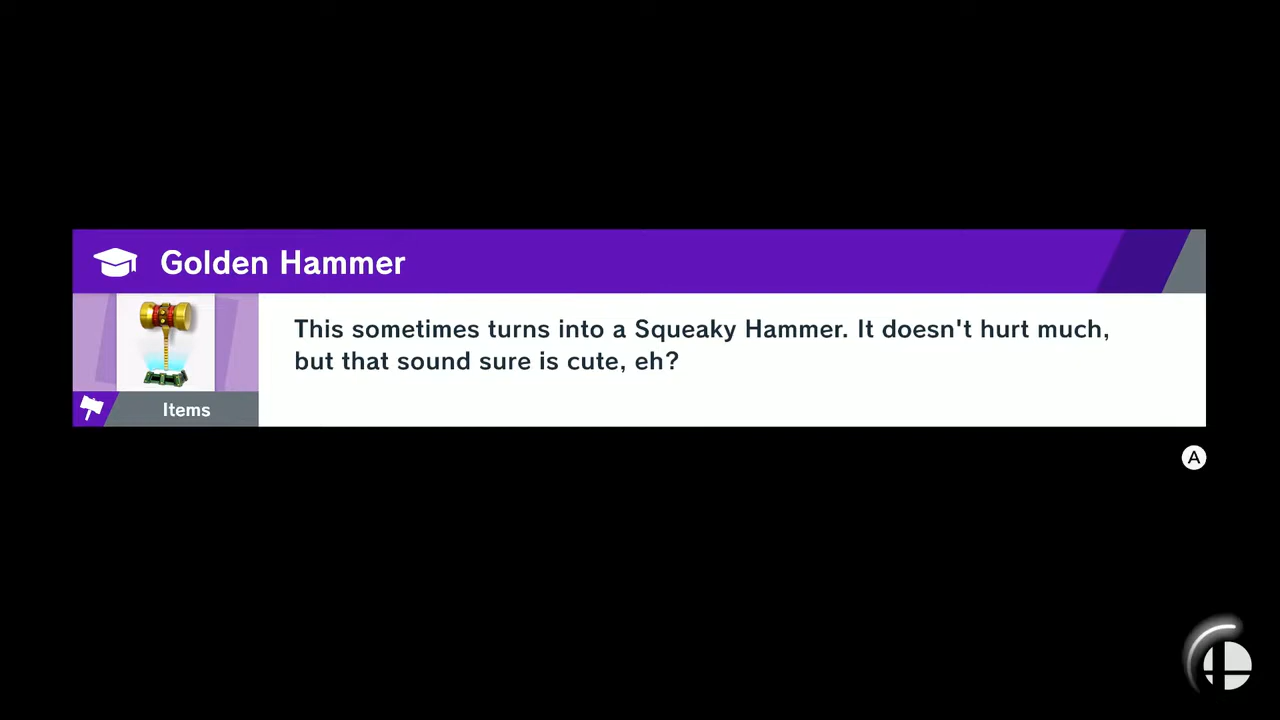 Golden Hammer
This sometimes turns into a Squeaky Hammer. It doesn't hurt much,
but that sound sure is cute, eh?
Items
A